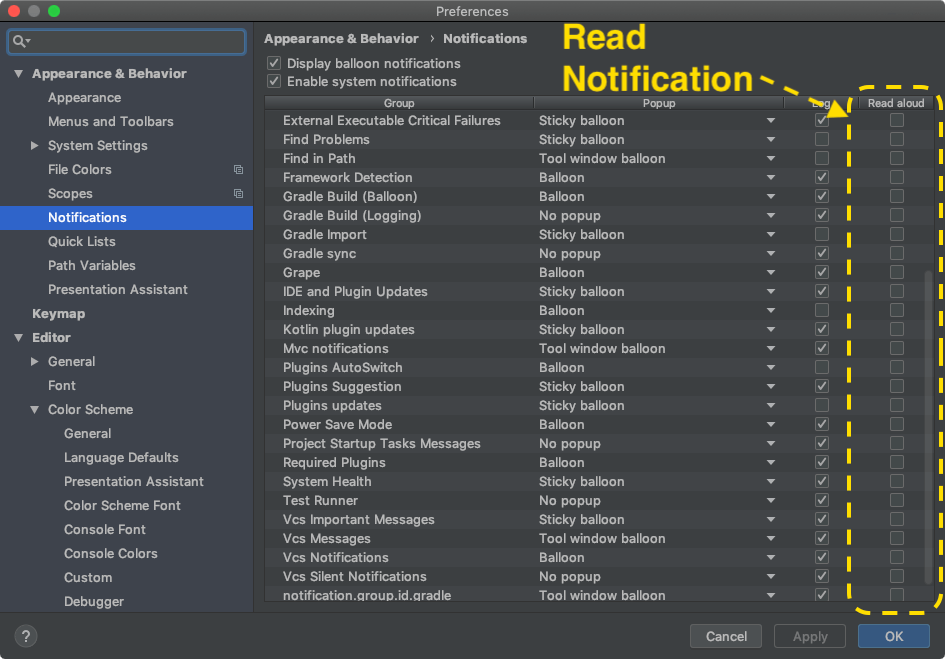 Preferences
Appearance & Behavior › Notifications
Read
Notification
Display balloon notifications
Enable system notifications
Appearance & Behavior
Appearance
Menus and Toolbars
System Settings
File Colors
Scopes
Notifications
Quick Lists
Path Variables
Presentation Assistant
Keymap
Editor
General
Font
Color Scheme
General
Language Defaults
Presentation Assistant
Color Scheme Font
Console Font
Console Colors
Custom
Debugger
Group Popup Log Read aloud
External Executable Critical Failures Sticky balloon
Find Problems Sticky balloon
Find in Path Tool window balloon
Framework Detection Balloon
Gradle Build (Balloon) Balloon
Gradle Build (Logging) No popup
Gradle Import Sticky balloon
Gradle sync No popup
Grape Balloon
IDE and Plugin Updates Sticky balloon
Indexing Balloon
Kotlin plugin updates Sticky balloon
Mvc notifications Tool window balloon
Plugins AutoSwitch Balloon
Plugins Suggestion Sticky balloon
Plugins updates Sticky balloon
Power Save Mode Balloon
Project Startup Tasks Messages No popup
Required Plugins Balloon
System Health Sticky balloon
Test Runner No popup
Vcs Important Messages Sticky balloon
Vcs Messages Tool window balloon
Vcs Notifications Balloon
Vcs Silent Notifications No popup
notification.group.id.gradle Tool window balloon
?
Cancel Apply OK